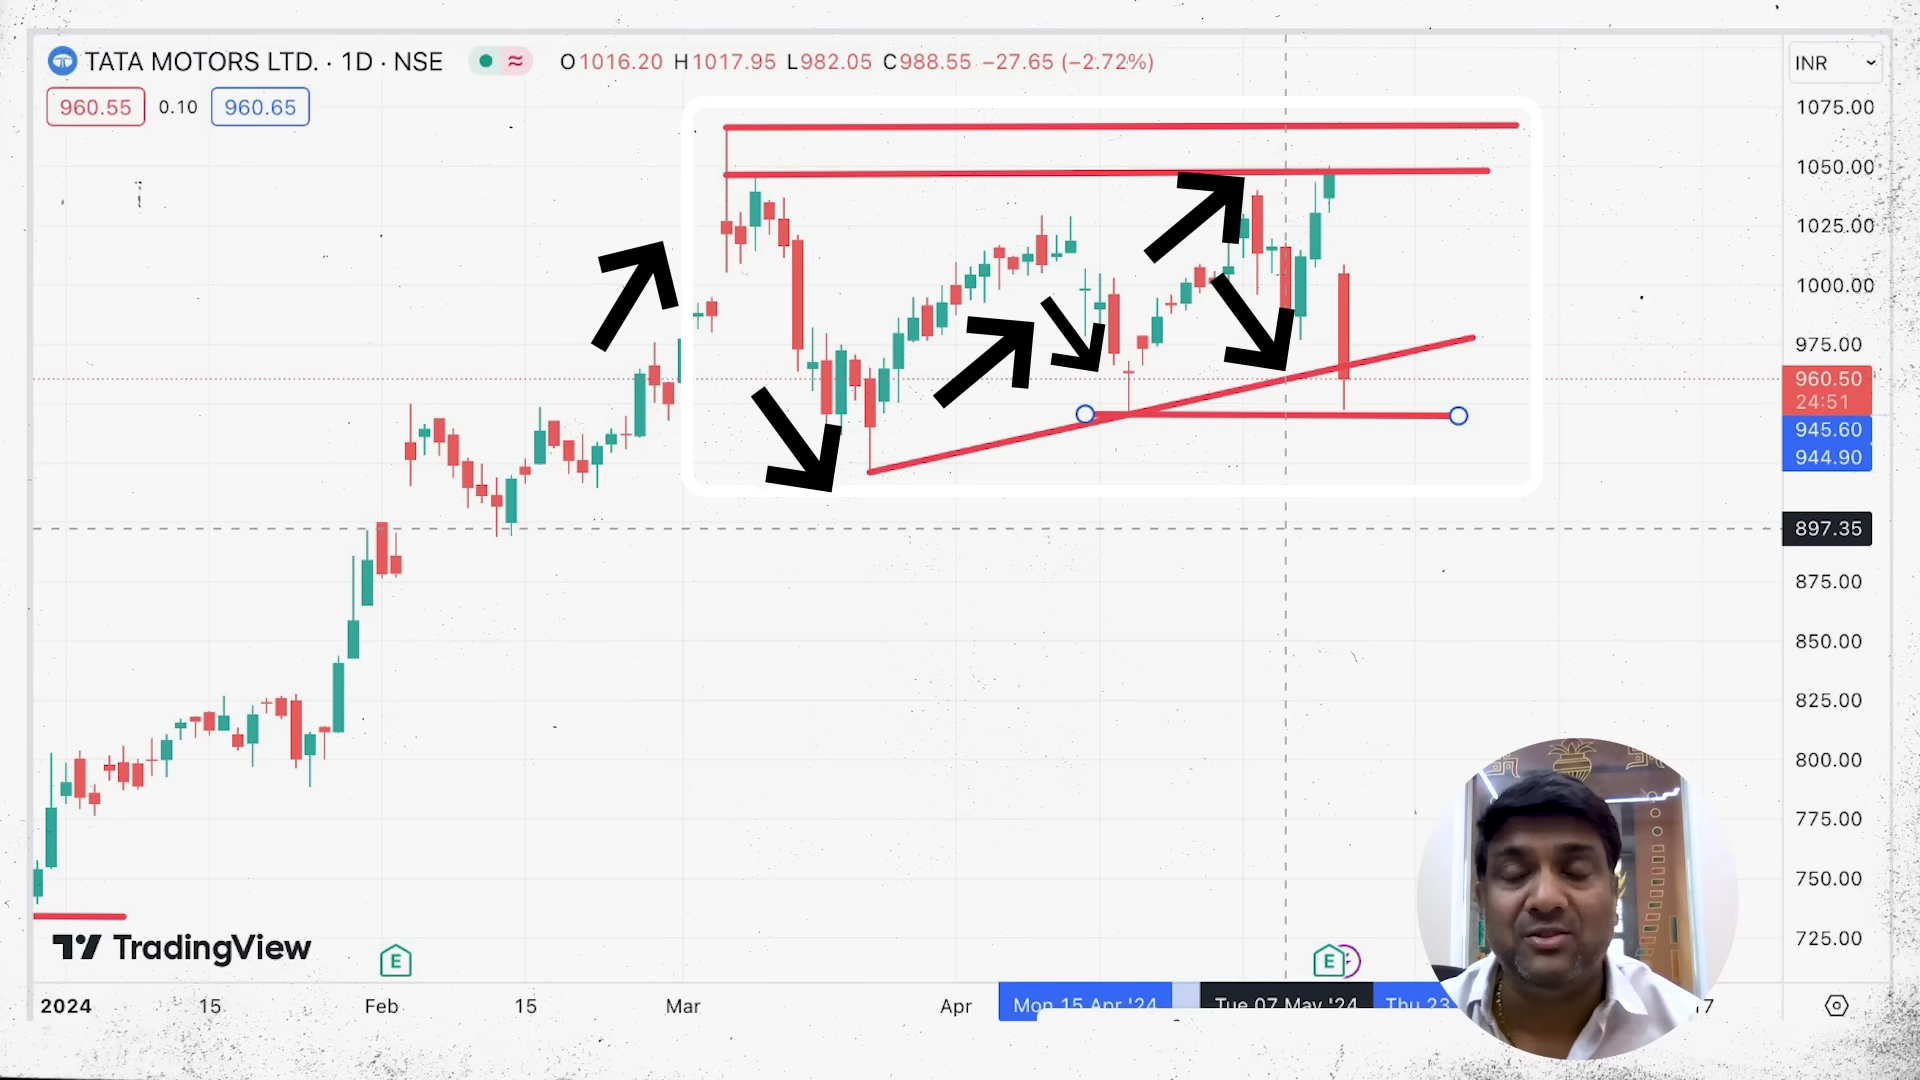 TATA MOTORS LTD. · 1D · NSE
O1016.20 H1017.95 L982.05 C988.55 −27.65 (−2.72%)
INR
960.55 0.10 960.65
1075.00
1050.00
1025.00
1000.00
975.00
960.50
24:51
945.60
944.90
897.35
875.00
850.00
825.00
800.00
775.00
750.00
725.00
TradingView
E
E
2024 15 Feb 15 Mar Apr Mon 15 Apr '24 Tue 07 May '24 Thu 23